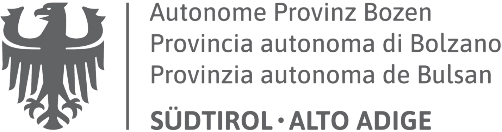 Autonome Provinz Bozen
Provincia autonoma di Bolzano
Provinzia autonoma de Bulsan
SÜDTIROL · ALTO ADIGE